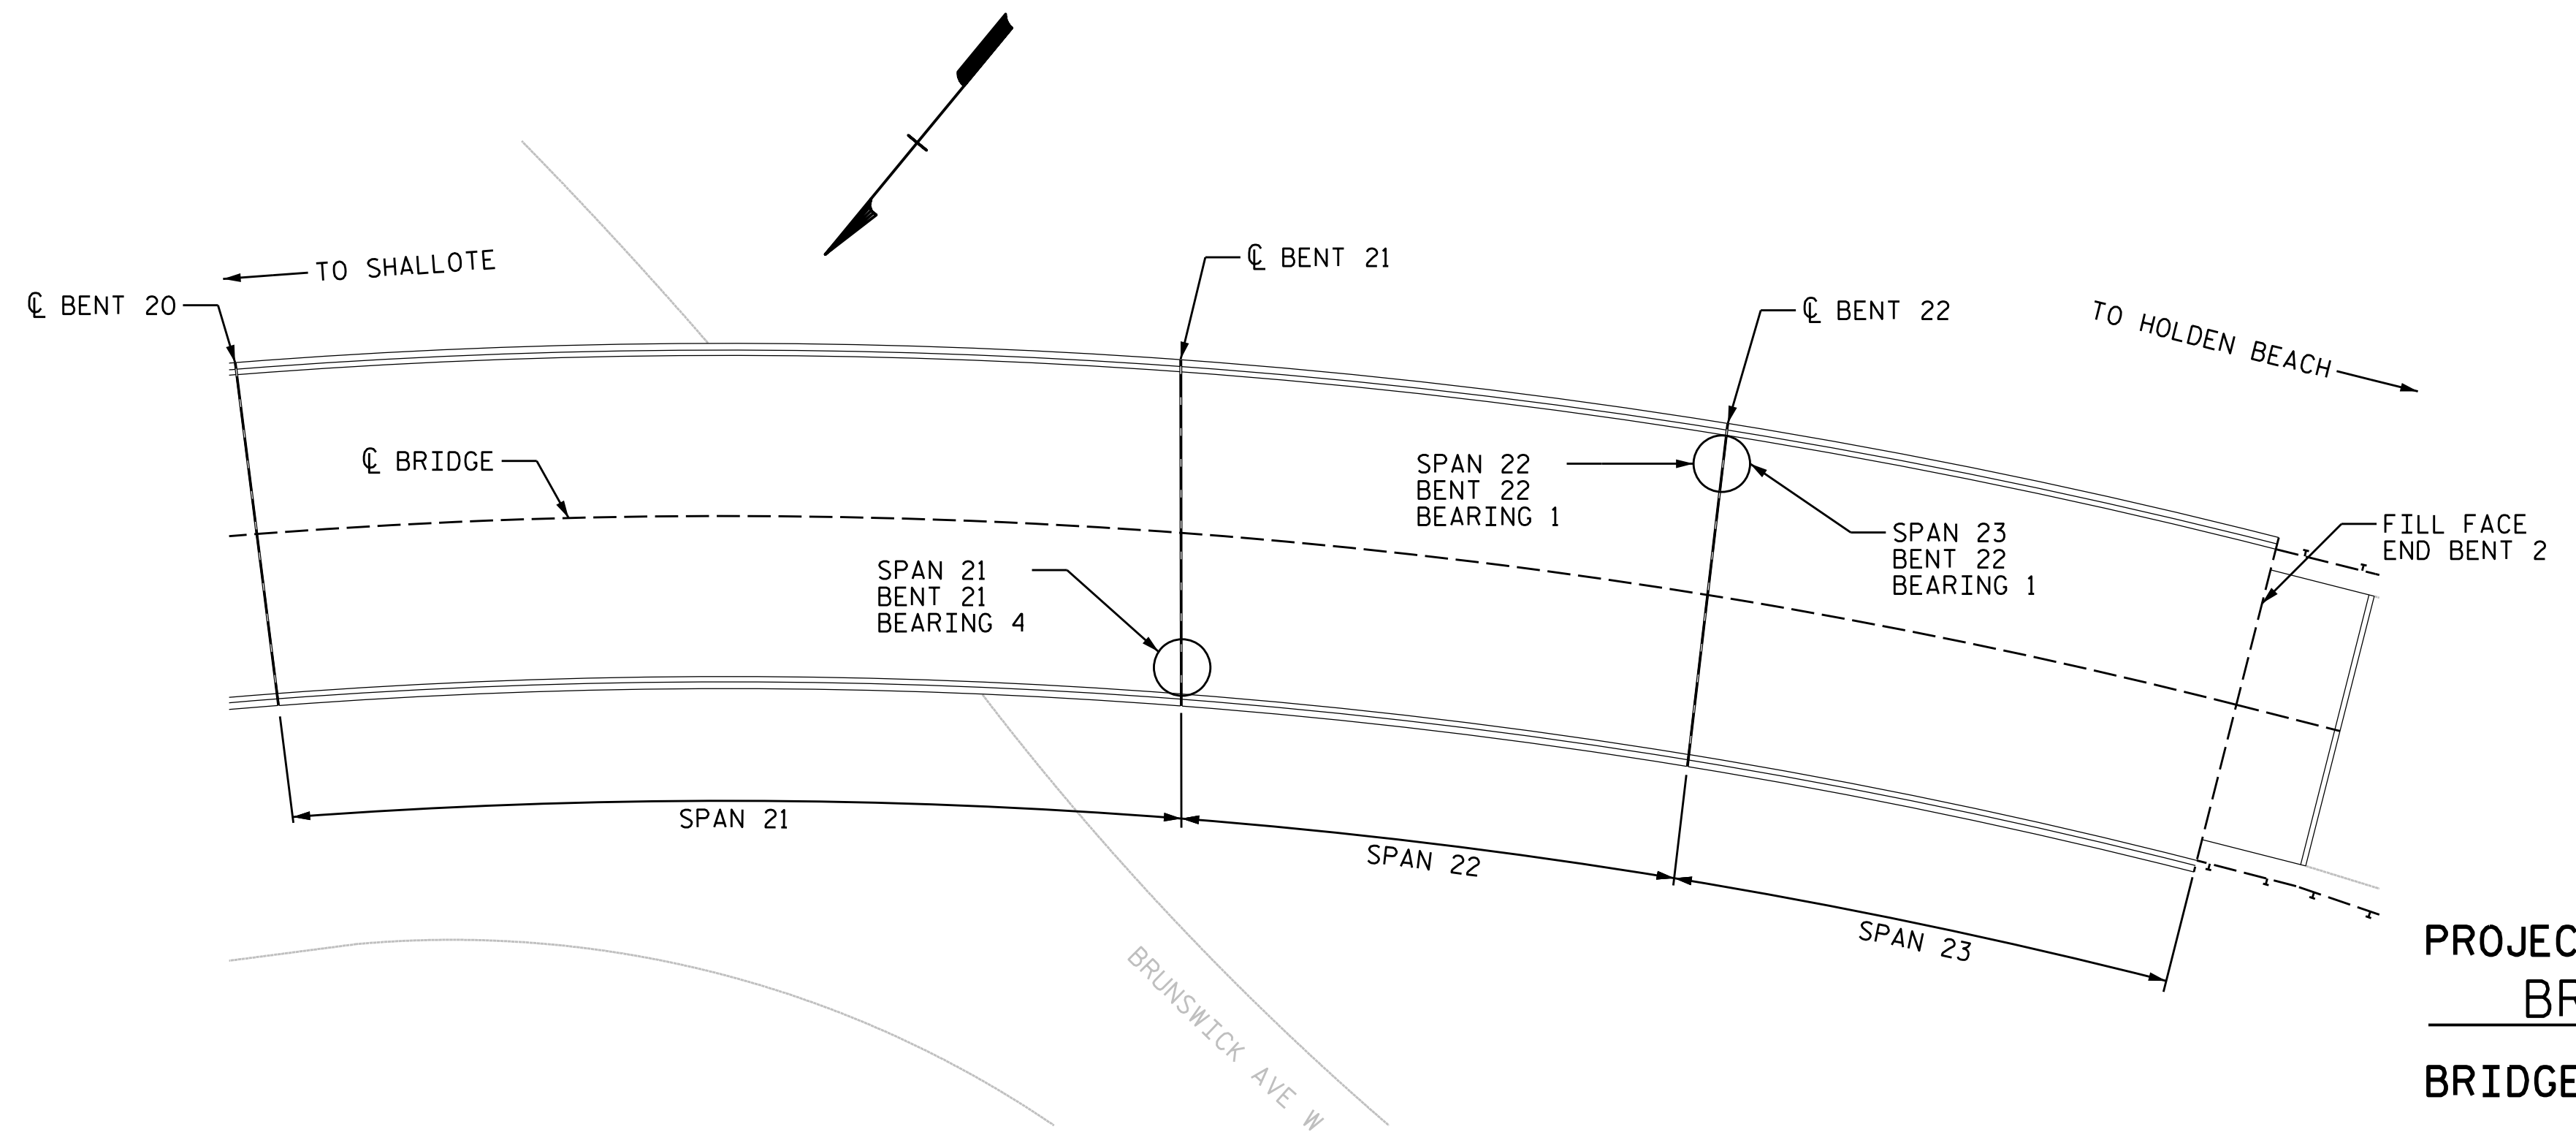 TO SHALLOTE
℄ BENT 20
℄ BENT 21
℄ BENT 22
TO HOLDEN BEACH
℄ BRIDGE
SPAN 22
BENT 22
BEARING 1
SPAN 23
BENT 22
BEARING 1
FILL FACE
END BENT 2
SPAN 21
BENT 21
BEARING 4
SPAN 21
SPAN 22
SPAN 23
BRUNSWICK AVE W
PROJEC
BR
BRIDGE